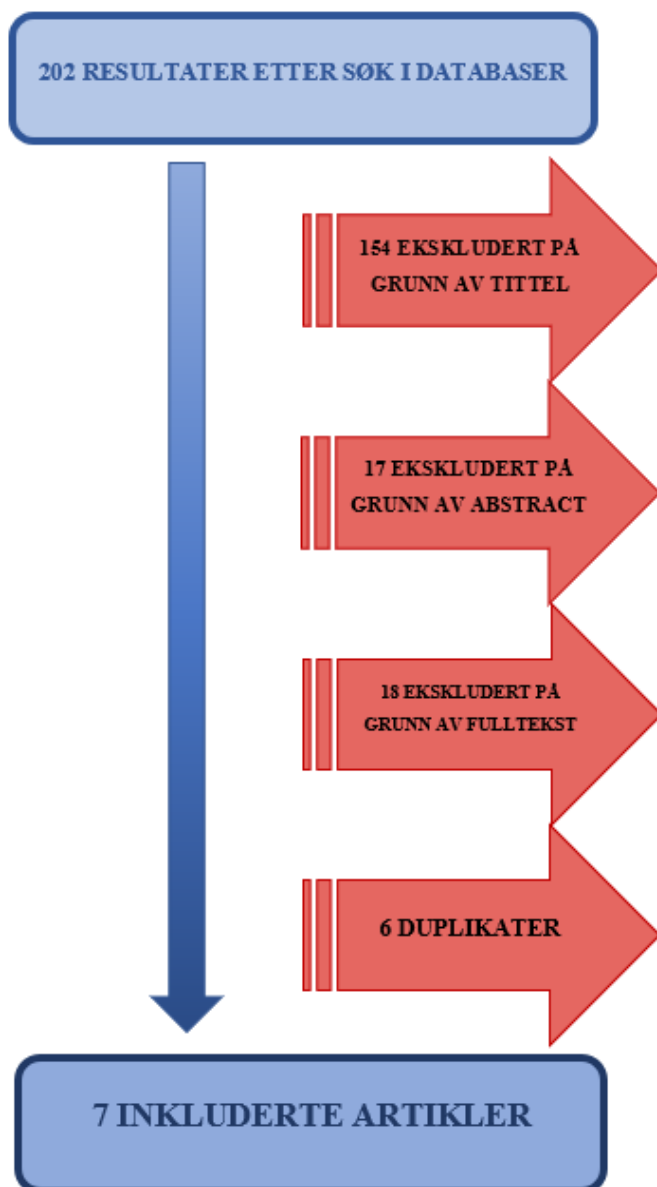 202 RESULTATER ETTER SØK I DATABASER
154 EKSKLUDERT PÅ
GRUNN AV TITTEL
17 EKSKLUDERT PÅ
GRUNN AV ABSTRACT
18 EKSKLUDERT PÅ
GRUNN AV FULLTEKST
6 DUPLIKATER
7 INKLUDERTE ARTIKLER